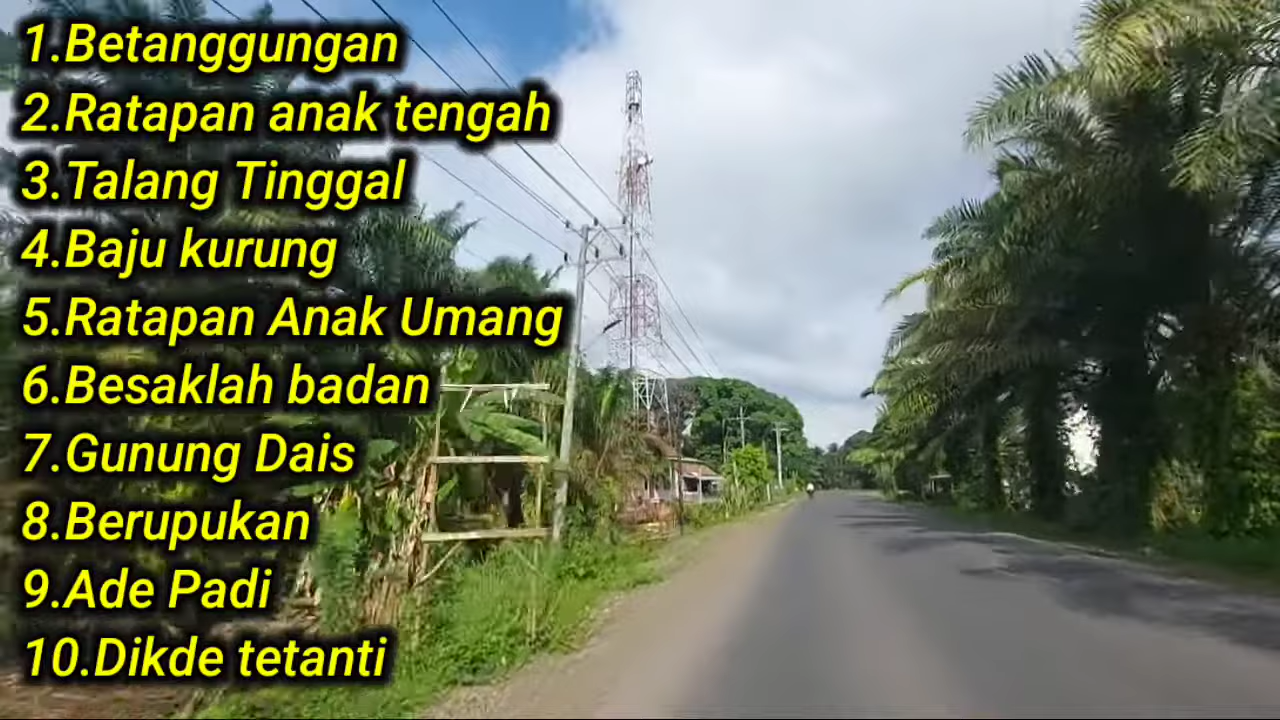 1.Betanggungan
2.Ratapan anak tengah
3.Talang Tinggal
4.Baju kurung
5.Ratapan Anak Umang
6.Besaklah badan
7.Gunung Dais
8.Berupukan
9.Ade Padi
10.Dikde tetanti